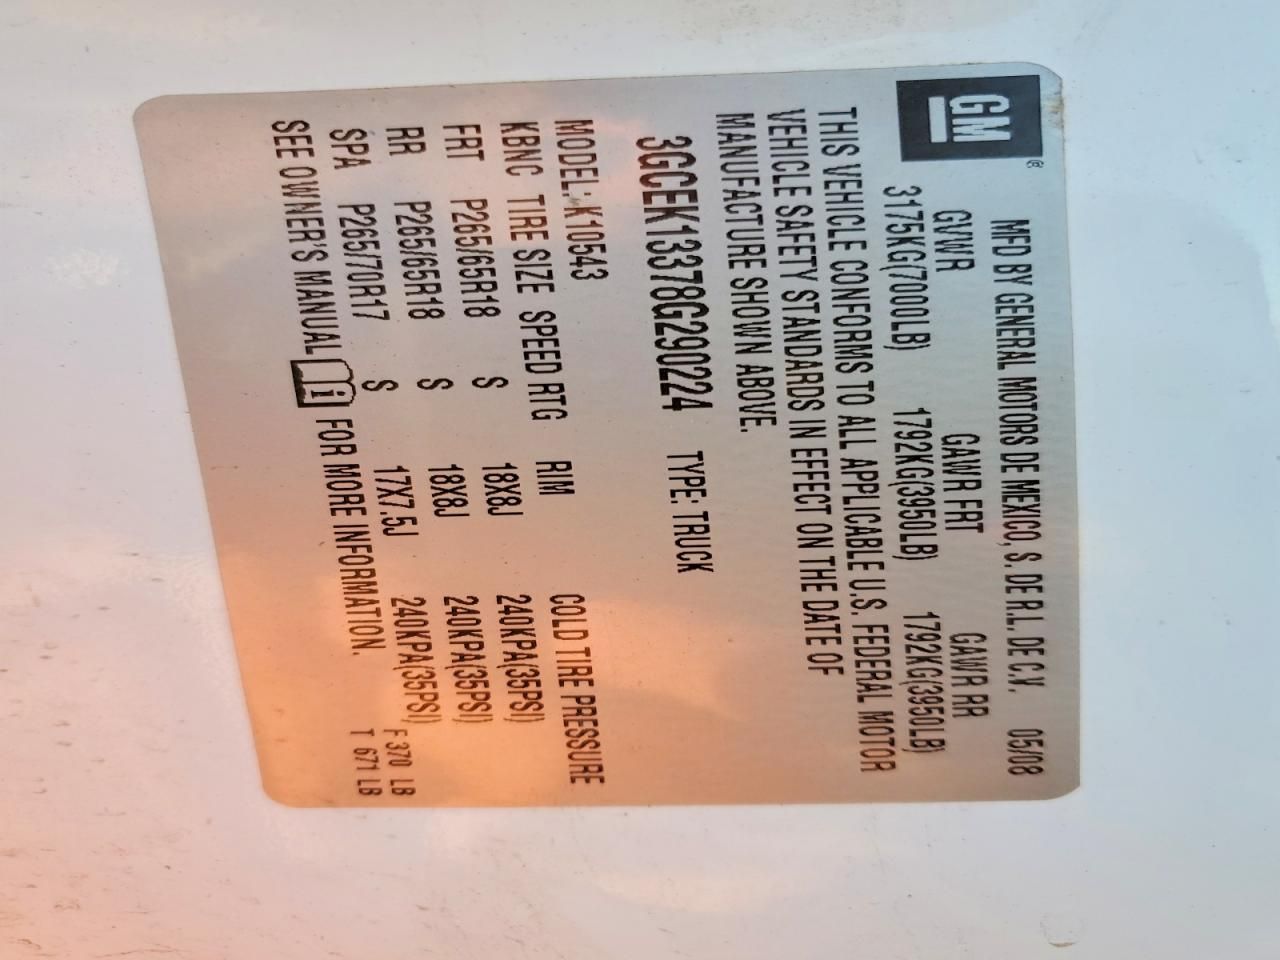 GM®
MFD BY GENERAL MOTORS DE MEXICO, S. DE R.L. DE C.V. 05/08
GVWR GAWR FRT GAWR RR
3175KG(7000LB) 1792KG(3950LB) 1792KG(3950LB)
THIS VEHICLE CONFORMS TO ALL APPLICABLE U.S. FEDERAL MOTOR
VEHICLE SAFETY STANDARDS IN EFFECT ON THE DATE OF
MANUFACTURE SHOWN ABOVE.
3GCEK13378G290224 TYPE: TRUCK
MODEL: K10543
KBNC TIRE SIZE SPEED RTG RIM COLD TIRE PRESSURE
FRT P265/65R18 S 18X8J 240KPA(35PSI)
RR P265/65R18 S 18X8J 240KPA(35PSI)
SPA P265/70R17 S 17X7.5J 240KPA(35PSI)
F 370 LB
T 671 LB
SEE OWNER'S MANUAL i FOR MORE INFORMATION.